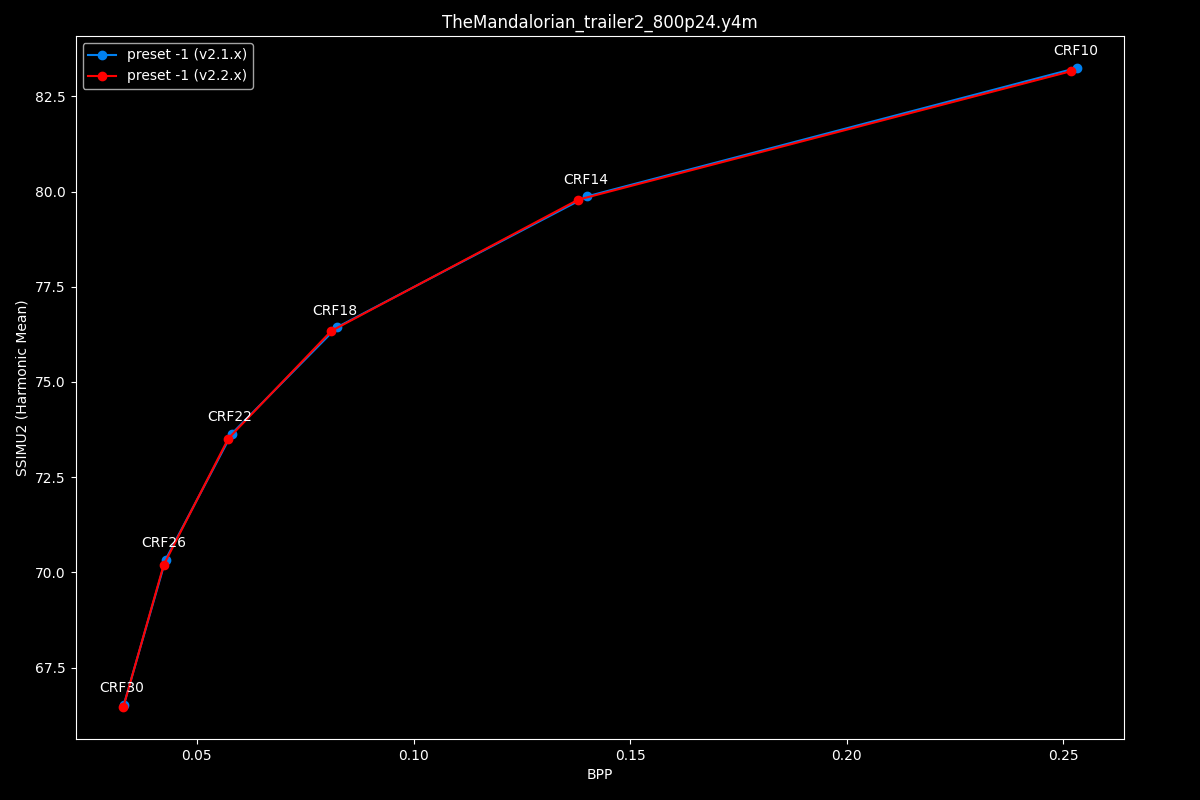 TheMandalorian_trailer2_800p24.y4m
preset -1 (v2.1.x)
preset -1 (v2.2.x)
CRF10
CRF14
CRF18
CRF22
CRF26
CRF30
82.5
80.0
77.5
75.0
72.5
70.0
67.5
SSIMU2 (Harmonic Mean)
0.05
0.10
0.15
0.20
0.25
BPP